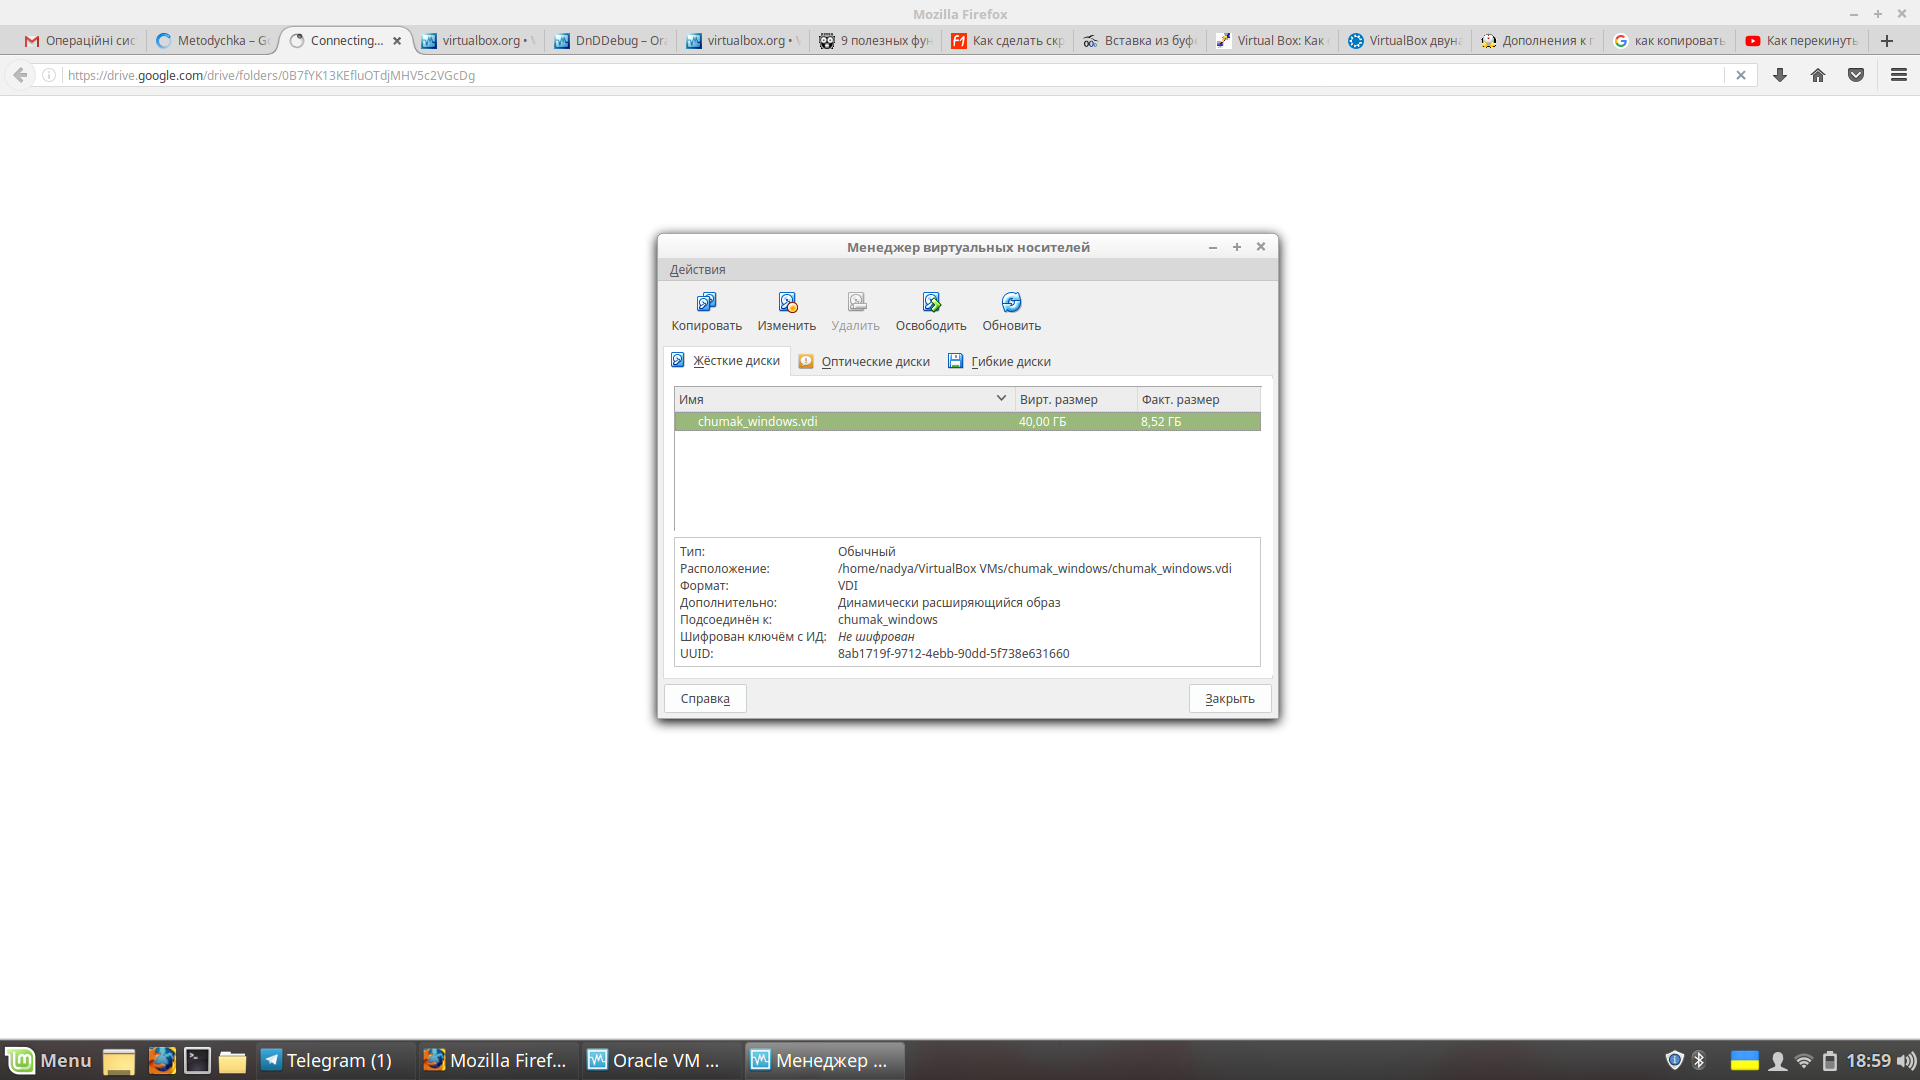 Mozilla Firefox
Операційні сис
Metodychka – Go
Connecting...
virtualbox.org •
DnDDebug – Ora
virtualbox.org •
9 полезных фун
Как сделать скр
Вставка из буфе
Virtual Box: Как
VirtualBox двуна
Дополнения к г
как копировать
Как перекинуть
https://drive.google.com/drive/folders/0B7fYK13KEfluOTdjMHV5c2VGcDg
Менеджер виртуальных носителей
Действия
Копировать Изменить Удалить Освободить Обновить
Жёсткие диски Оптические диски Гибкие диски
Имя Вирт. размер Факт. размер
chumak_windows.vdi 40,00 ГБ 8,52 ГБ
Тип: Обычный
Расположение: /home/nadya/VirtualBox VMs/chumak_windows/chumak_windows.vdi
Формат: VDI
Дополнительно: Динамически расширяющийся образ
Подсоединён к: chumak_windows
Шифрован ключём с ИД: Не шифрован
UUID: 8ab1719f-9712-4ebb-90dd-5f738e631660
Справка Закрыть
Menu
Telegram (1)
Mozilla Firef...
Oracle VM ...
Менеджер ...
18:59